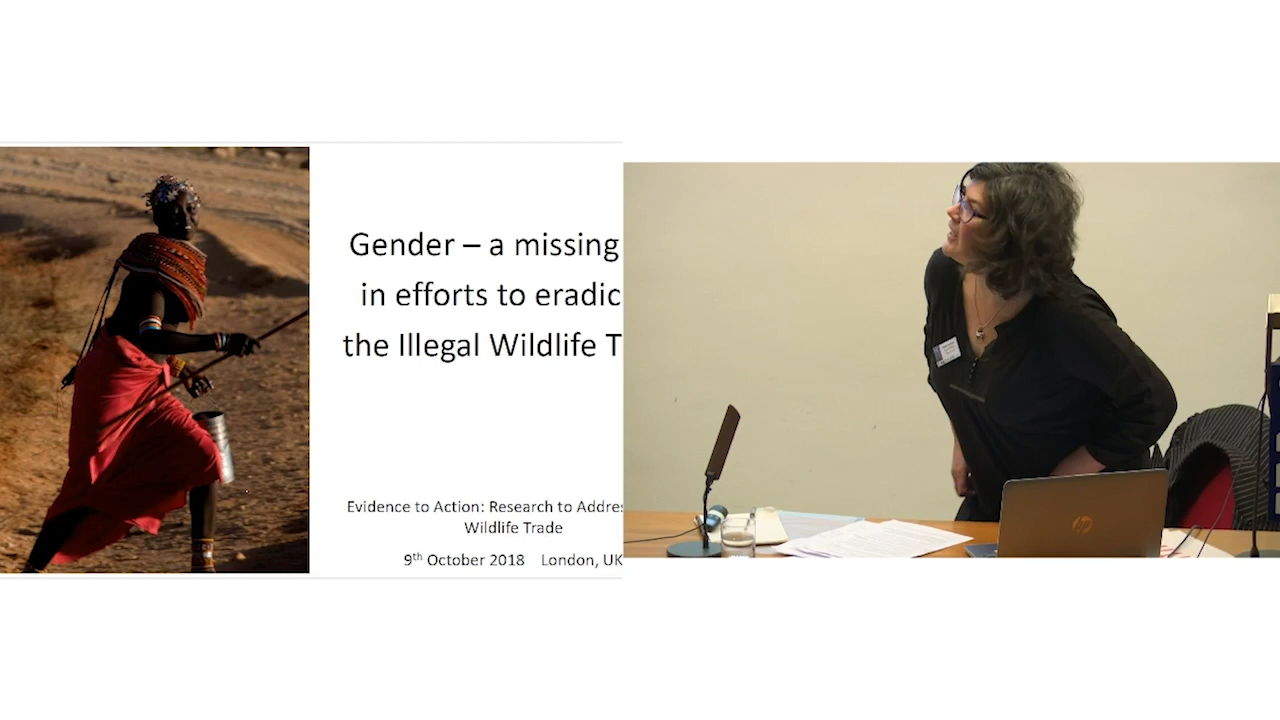 Gender – a missing
in efforts to eradic
the Illegal Wildlife T
Evidence to Action: Research to Addres
Wildlife Trade
9th October 2018 London, UK
hp